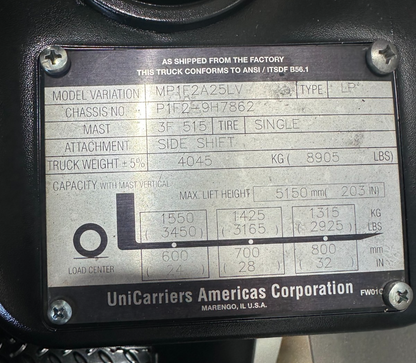 AS SHIPPED FROM THE FACTORY
THIS TRUCK CONFORMS TO ANSI / ITSDF B56.1
MODEL VARIATION MP1F2A25LV TYPE LP
CHASSIS NO. P1F2-9H7862
MAST 3F 515 TIRE SINGLE
ATTACHMENT SIDE SHIFT
TRUCK WEIGHT ± 5% 4045 KG ( 8905 LBS)
CAPACITY WITH MAST VERTICAL
MAX. LIFT HEIGHT 5150 mm ( 203 IN)
1550 1425 1315 KG
( 3450) ( 3165) ( 2925) LBS
600 700 800 mm
LOAD CENTER 24 28 32 IN
UniCarriers Americas Corporation
MARENGO, IL U.S.A.